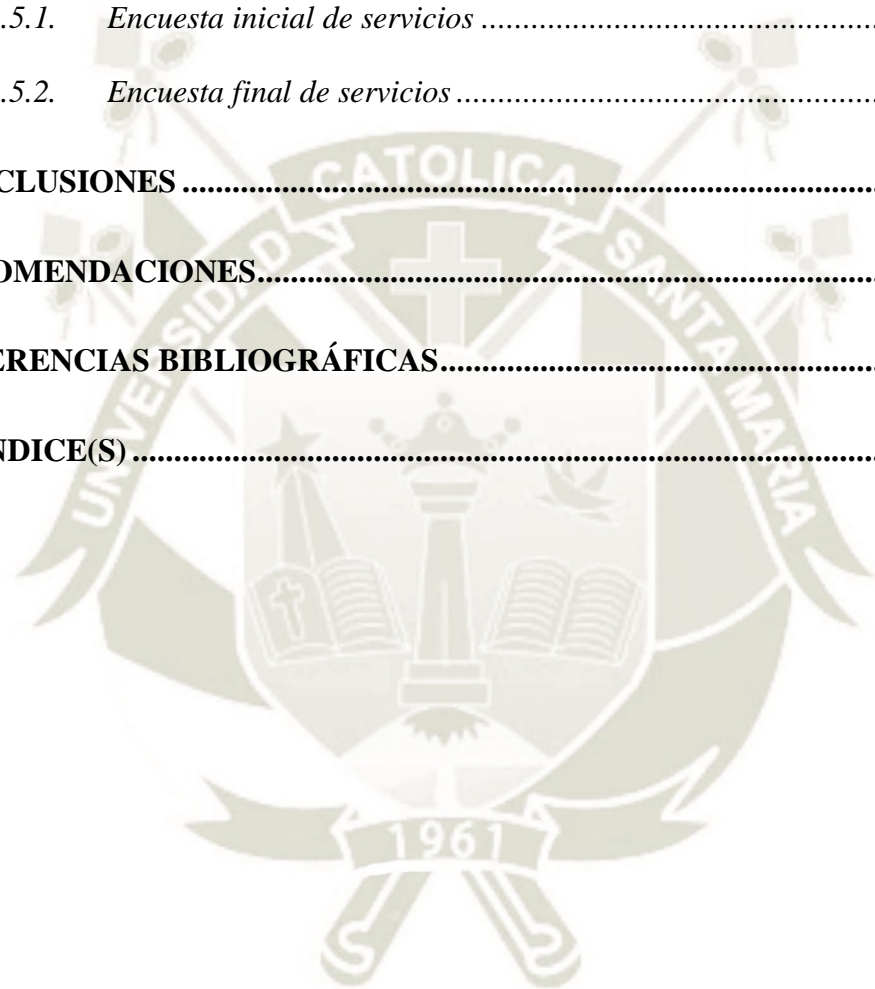 .5.1. Encuesta inicial de servicios ..........................................................
.5.2. Encuesta final de servicios ..............................................................
CLUSIONES ..........................................................................................
OMENDACIONES................................................................................
ERENCIAS BIBLIOGRÁFICAS.......................................................
NDICE(S) ..............................................................................................
UNIVERSIDAD CATOLICA SANTA MARIA
1961